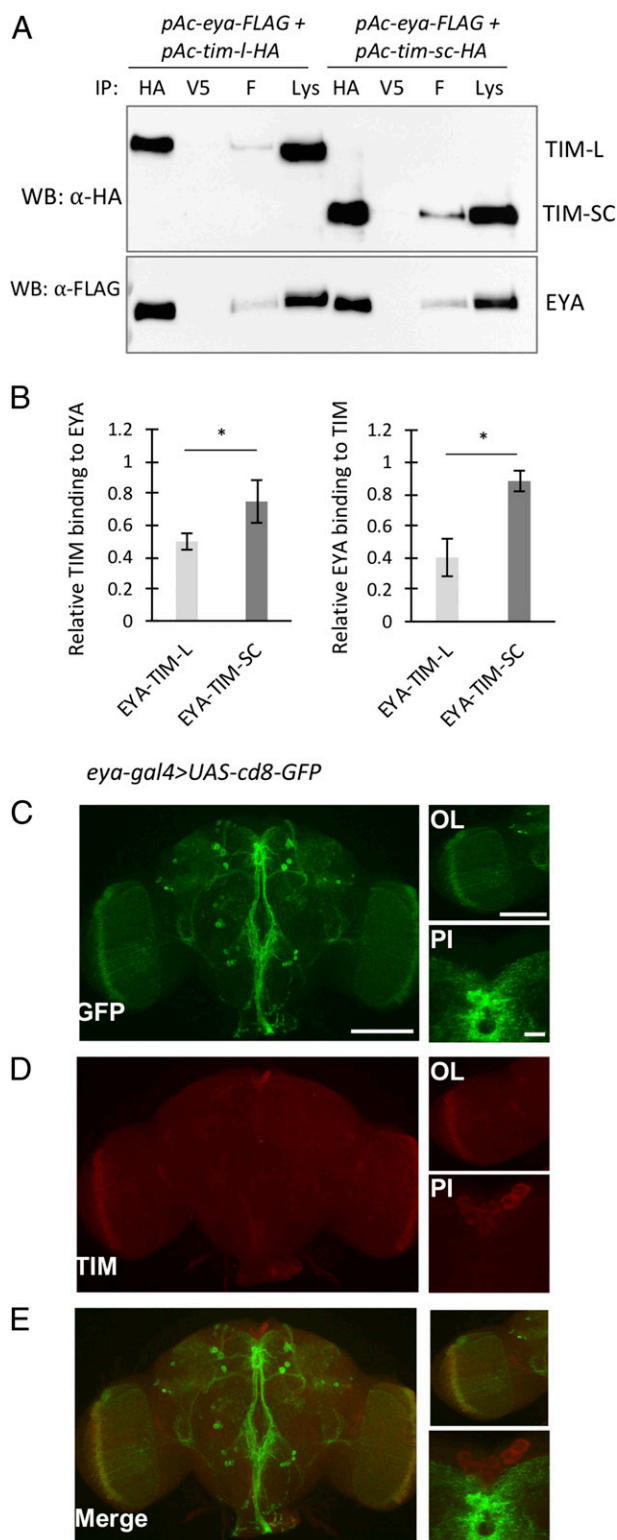 A
pAc-eya-FLAG + pAc-eya-FLAG +
pAc-tim-l-HA pAc-tim-sc-HA
IP: HA V5 F Lys HA V5 F Lys
WB: α-HA
TIM-L
TIM-SC
WB: α-FLAG
EYA
B
Relative TIM binding to EYA
1.2
1
0.8
0.6
0.4
0.2
0
*
EYA-TIM-L
EYA-TIM-SC
Relative EYA binding to TIM
1.2
1
0.8
0.6
0.4
0.2
0
*
EYA-TIM-L
EYA-TIM-SC
eya-gal4>UAS-cd8-GFP
C
GFP
OL
PI
D
TIM
OL
PI
E
Merge